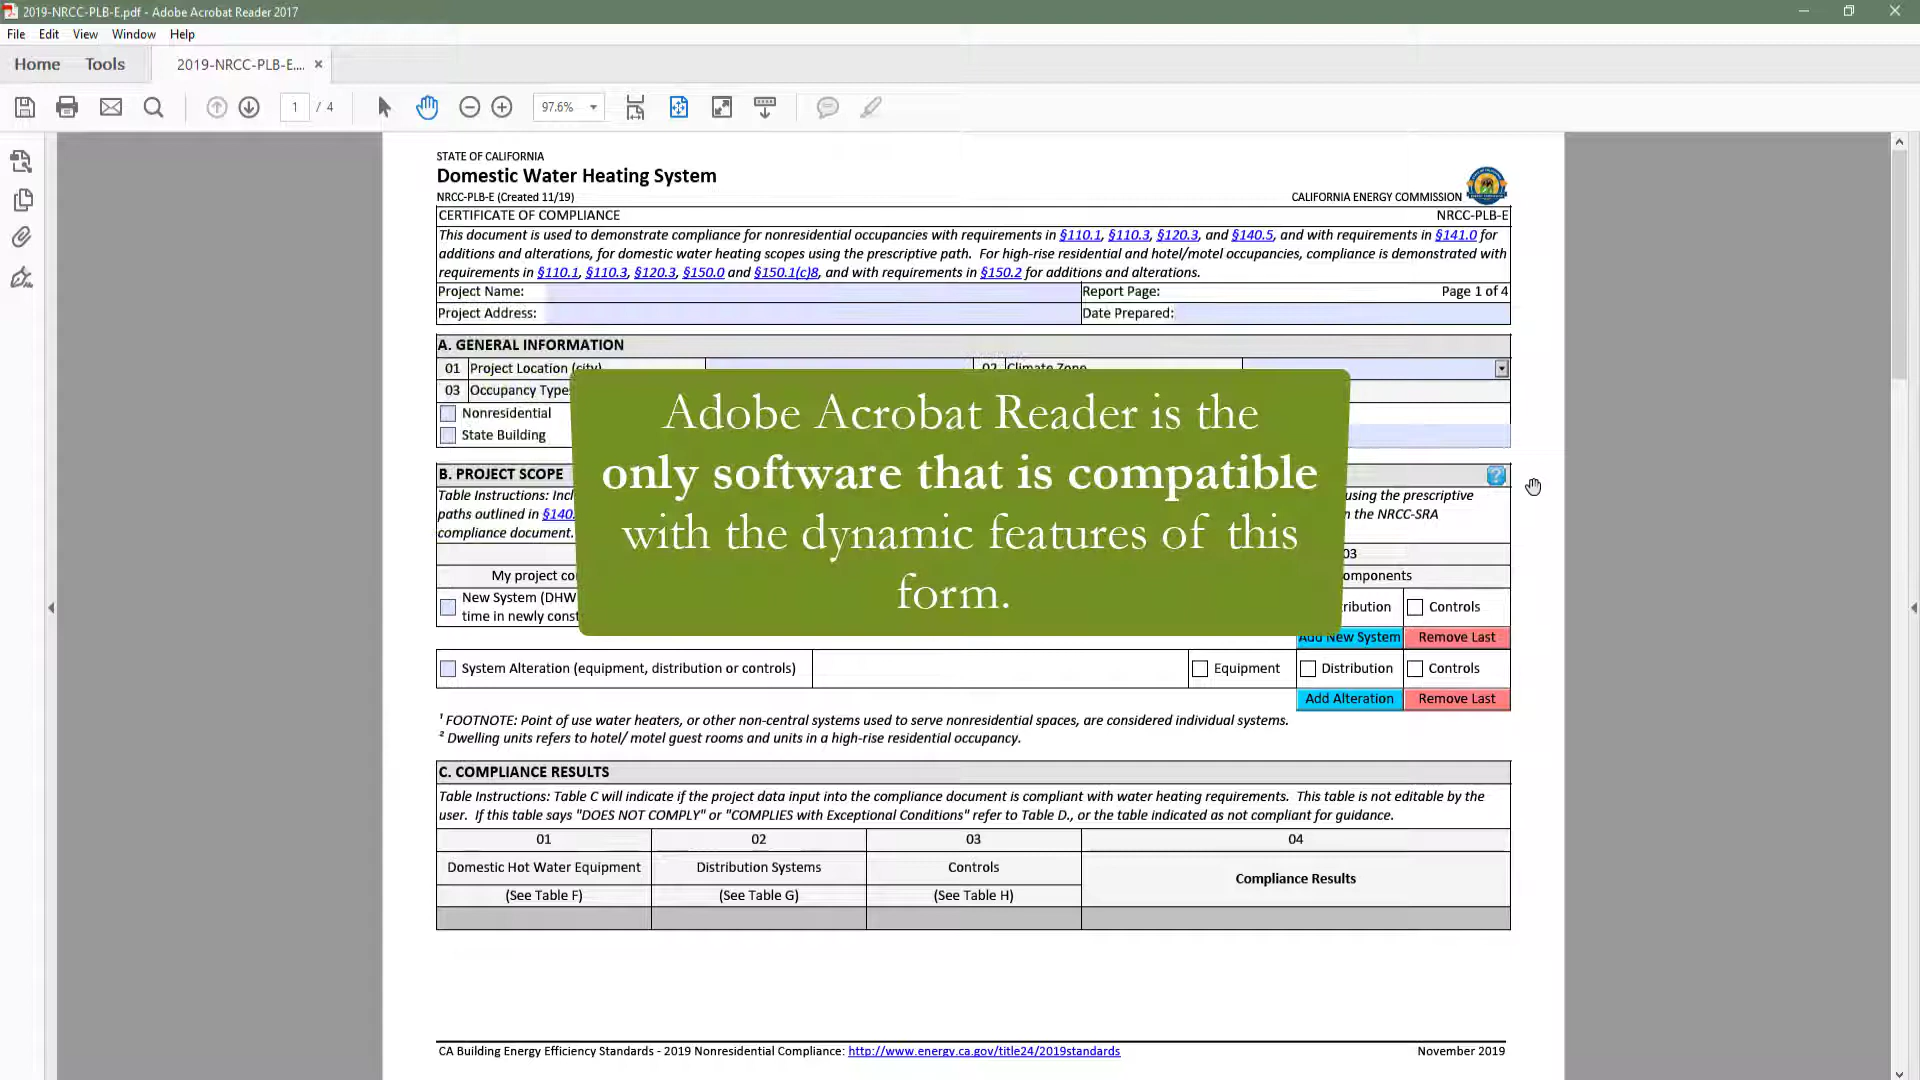 2019-NRCC-PLB-E.pdf - Adobe Acrobat Reader 2017
File Edit View Window Help
Home Tools 2019-NRCC-PLB-E....
1 / 4 97.6%
STATE OF CALIFORNIA
Domestic Water Heating System
NRCC-PLB-E (Created 11/19) CALIFORNIA ENERGY COMMISSION
CERTIFICATE OF COMPLIANCE NRCC-PLB-E
This document is used to demonstrate compliance for nonresidential occupancies with requirements in §110.1, §110.3, §120.3, and §140.5, and with requirements in §141.0 for
additions and alterations, for domestic water heating scopes using the prescriptive path. For high-rise residential and hotel/motel occupancies, compliance is demonstrated with
requirements in §110.1, §110.3, §120.3, §150.0 and §150.1(c)8, and with requirements in §150.2 for additions and alterations.
Project Name: Report Page: Page 1 of 4
Project Address: Date Prepared:
A. GENERAL INFORMATION
01 Project Location (city) 02 Climate Zone
03 Occupancy Type
Nonresidential
State Building
Adobe Acrobat Reader is the
only software that is compatible
with the dynamic features of this
form.
B. PROJECT SCOPE
Table Instructions: using the prescriptive
paths outlined in §140. the NRCC-SRA
compliance document.
03
My project
New System (DHW Controls
time in newly
Add New System Remove Last
System Alteration (equipment, distribution or controls) Equipment Distribution Controls
Add Alteration Remove Last
¹ FOOTNOTE: Point of use water heaters, or other non-central systems used to serve nonresidential spaces, are considered individual systems.
² Dwelling units refers to hotel/ motel guest rooms and units in a high-rise residential occupancy.
C. COMPLIANCE RESULTS
Table Instructions: Table C will indicate if the project data input into the compliance document is compliant with water heating requirements. This table is not editable by the
user. If this table says "DOES NOT COMPLY" or "COMPLIES with Exceptional Conditions" refer to Table D., or the table indicated as not compliant for guidance.
01 02 03 04
Domestic Hot Water Equipment Distribution Systems Controls Compliance Results
(See Table F) (See Table G) (See Table H)
CA Building Energy Efficiency Standards - 2019 Nonresidential Compliance: http://www.energy.ca.gov/title24/2019standards November 2019